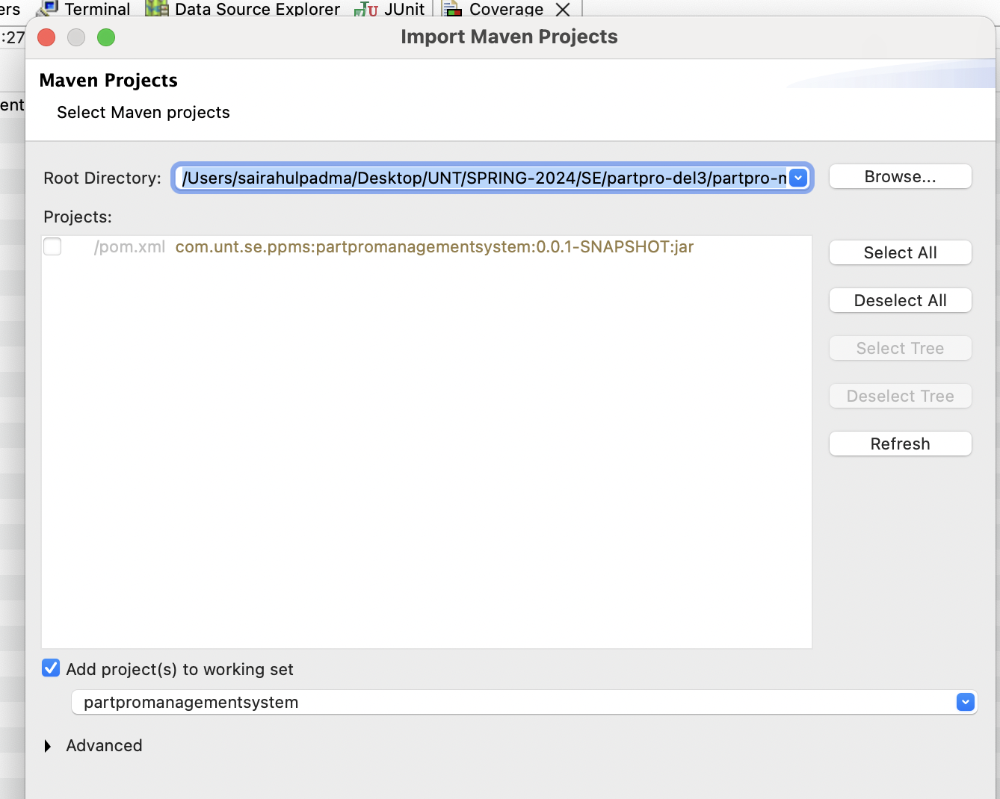 ers Terminal Data Source Explorer JUnit Coverage
:27 Import Maven Projects
Maven Projects
ent
Select Maven projects
Root Directory: /Users/sairahulpadma/Desktop/UNT/SPRING-2024/SE/partpro-del3/partpro-m Browse...
Projects:
/pom.xml com.unt.se.ppms:partpromanagementsystem:0.0.1-SNAPSHOT:jar
Select All
Deselect All
Select Tree
Deselect Tree
Refresh
Add project(s) to working set
partpromanagementsystem
Advanced